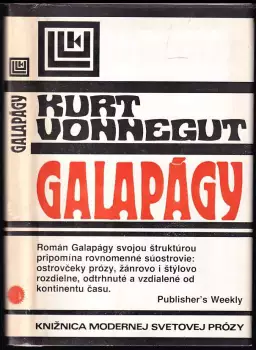 GALAPÁGY
KURT
VONNEGUT
GALAPÁGY
Román Galapágy svojou štruktúrou
pripomína rovnomenné súostrovie:
ostrovčeky prózy, žánrovo i štýlovo
rozdielne, odtrhnuté a vzdialené od
kontinentu času.
Publisher's Weekly
KNIŽNICA MODERNEJ SVETOVEJ PRÓZY